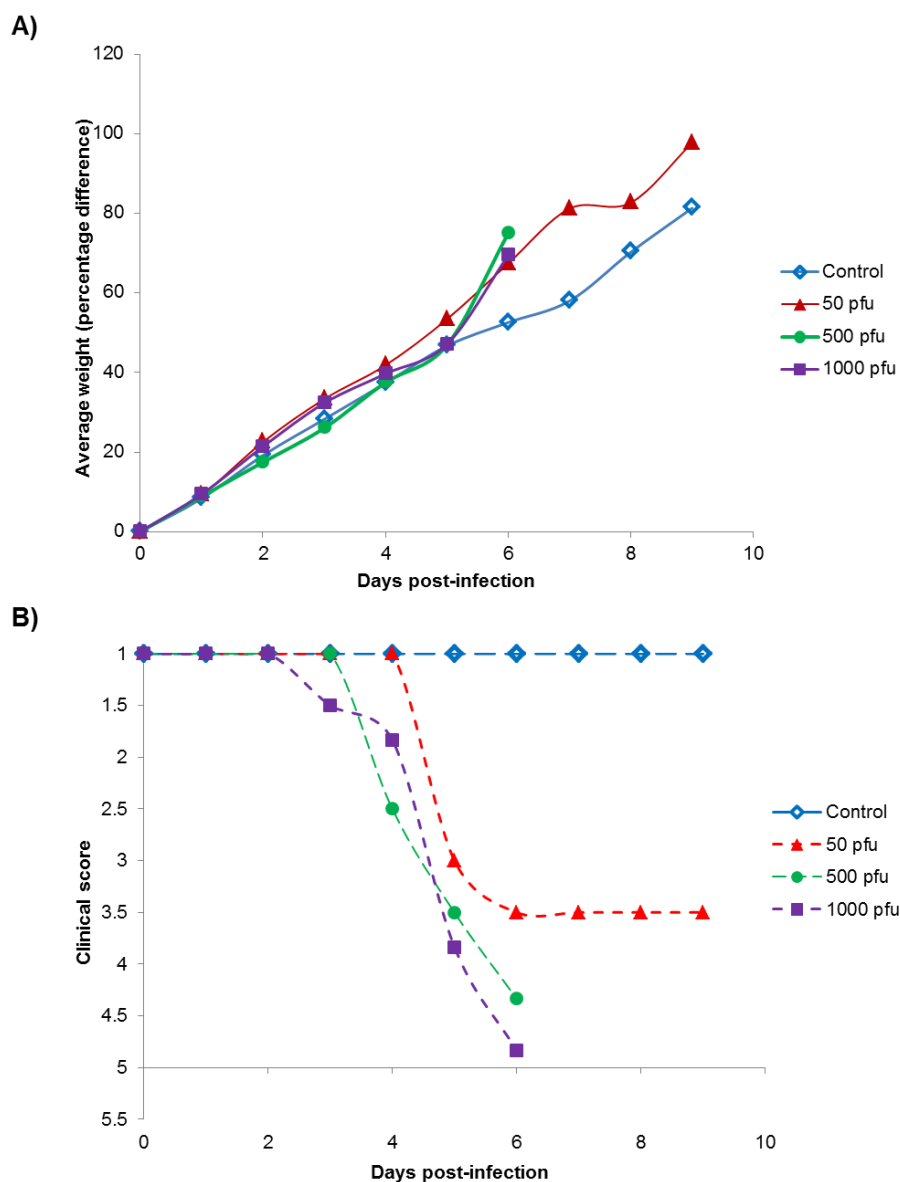 A)
Average weight (percentage difference)
120
100
80
60
40
20
0
0 2 4 6 8 10
Days post-infection
Control
50 pfu
500 pfu
1000 pfu
B)
Clinical score
1
1.5
2
2.5
3
3.5
4
4.5
5
5.5
0 2 4 6 8 10
Days post-infection
Control
50 pfu
500 pfu
1000 pfu